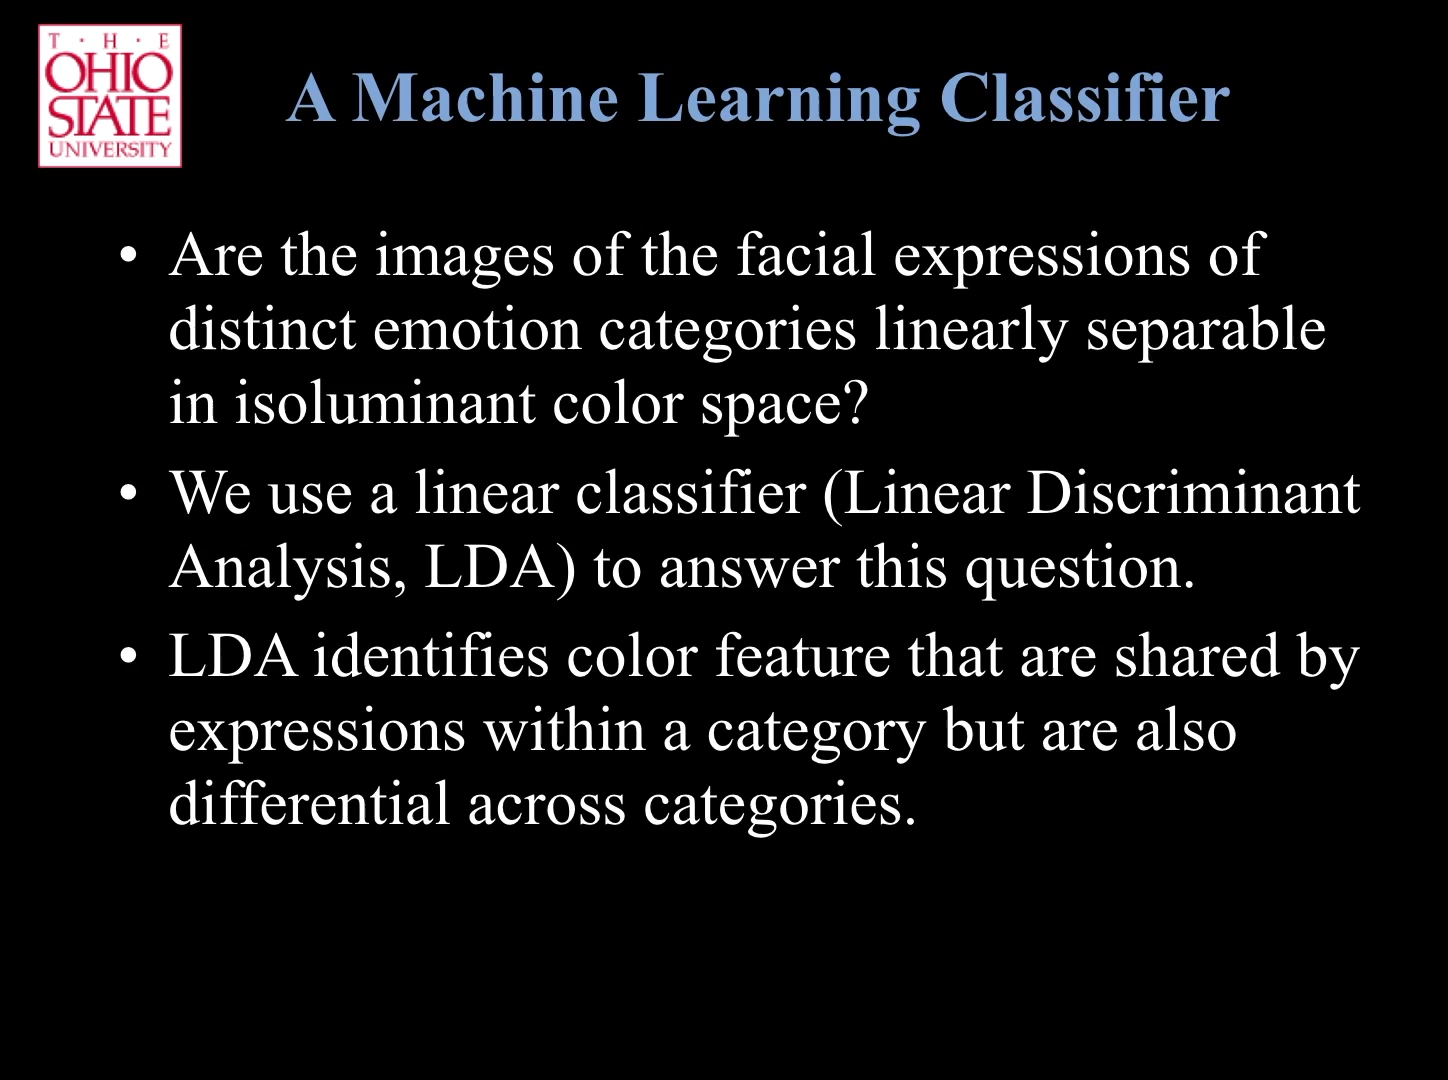 T · H · E
OHIO
STATE
UNIVERSITY
A Machine Learning Classifier
• Are the images of the facial expressions of
distinct emotion categories linearly separable
in isoluminant color space?
• We use a linear classifier (Linear Discriminant
Analysis, LDA) to answer this question.
• LDA identifies color feature that are shared by
expressions within a category but are also
differential across categories.